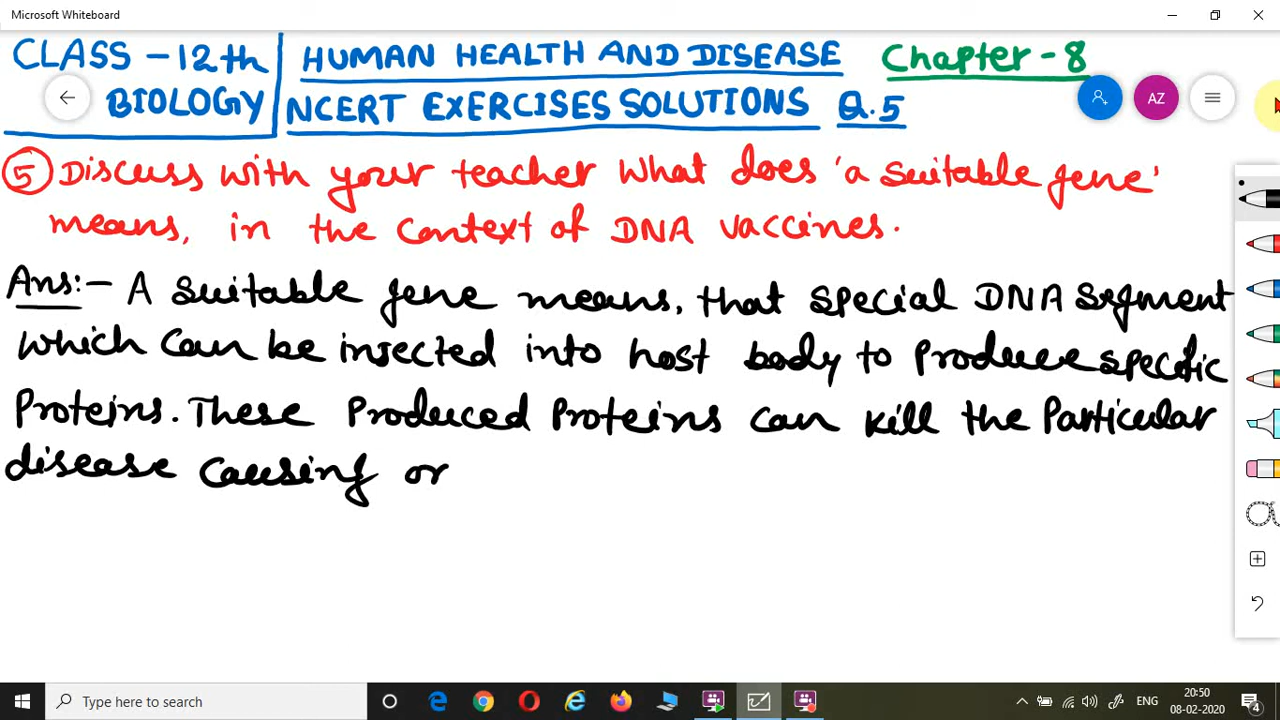 Microsoft Whiteboard
CLASS - 12th
BIOLOGY
HUMAN HEALTH AND DISEASE
Chapter - 8
NCERT EXERCISES SOLUTIONS Q.5
AZ
⑤ Discuss with your teacher what does 'a suitable gene'
means, in the context of DNA vaccines.
Ans:- A suitable gene means, that special DNA segment
which can be injected into host body to produce specific
Proteins. These Produced Proteins can kill the Particular
disease causing or
Type here to search
ENG
20:50
08-02-2020
4